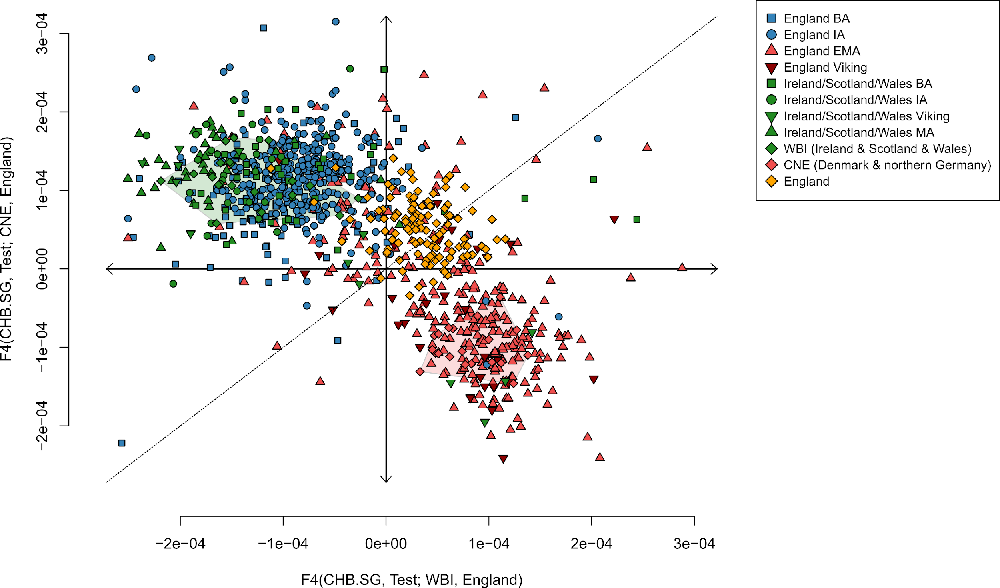 England BA
England IA
England EMA
England Viking
Ireland/Scotland/Wales BA
Ireland/Scotland/Wales IA
Ireland/Scotland/Wales Viking
Ireland/Scotland/Wales MA
WBI (Ireland & Scotland & Wales)
CNE (Denmark & northern Germany)
England
F4(CHB.SG, Test; CNE, England)
3e−04
2e−04
1e−04
0e+00
−1e−04
−2e−04
−2e−04 −1e−04 0e+00 1e−04 2e−04 3e−04
F4(CHB.SG, Test; WBI, England)